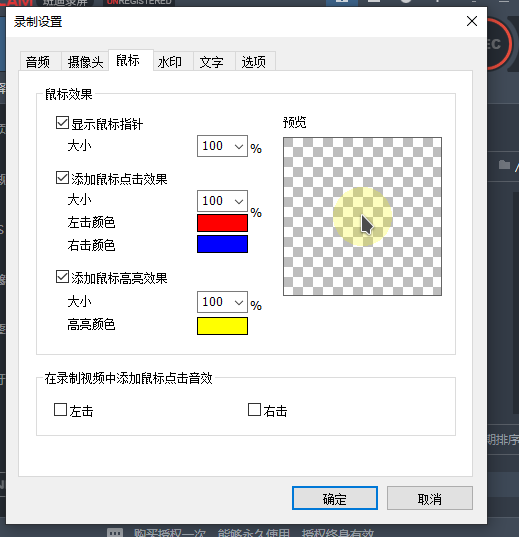 班迪录屏 UNREGISTERED
录制设置
EC
音频 摄像头 鼠标 水印 文字 选项
鼠标效果
显示鼠标指针
预览
大小 100 %
添加鼠标点击效果
大小 100 %
左击颜色
右击颜色
添加鼠标高亮效果
大小 100 %
高亮颜色
在录制视频中添加鼠标点击音效
左击 右击
期排序
确定 取消
购买授权一次，能够永久使用，授权终身有效